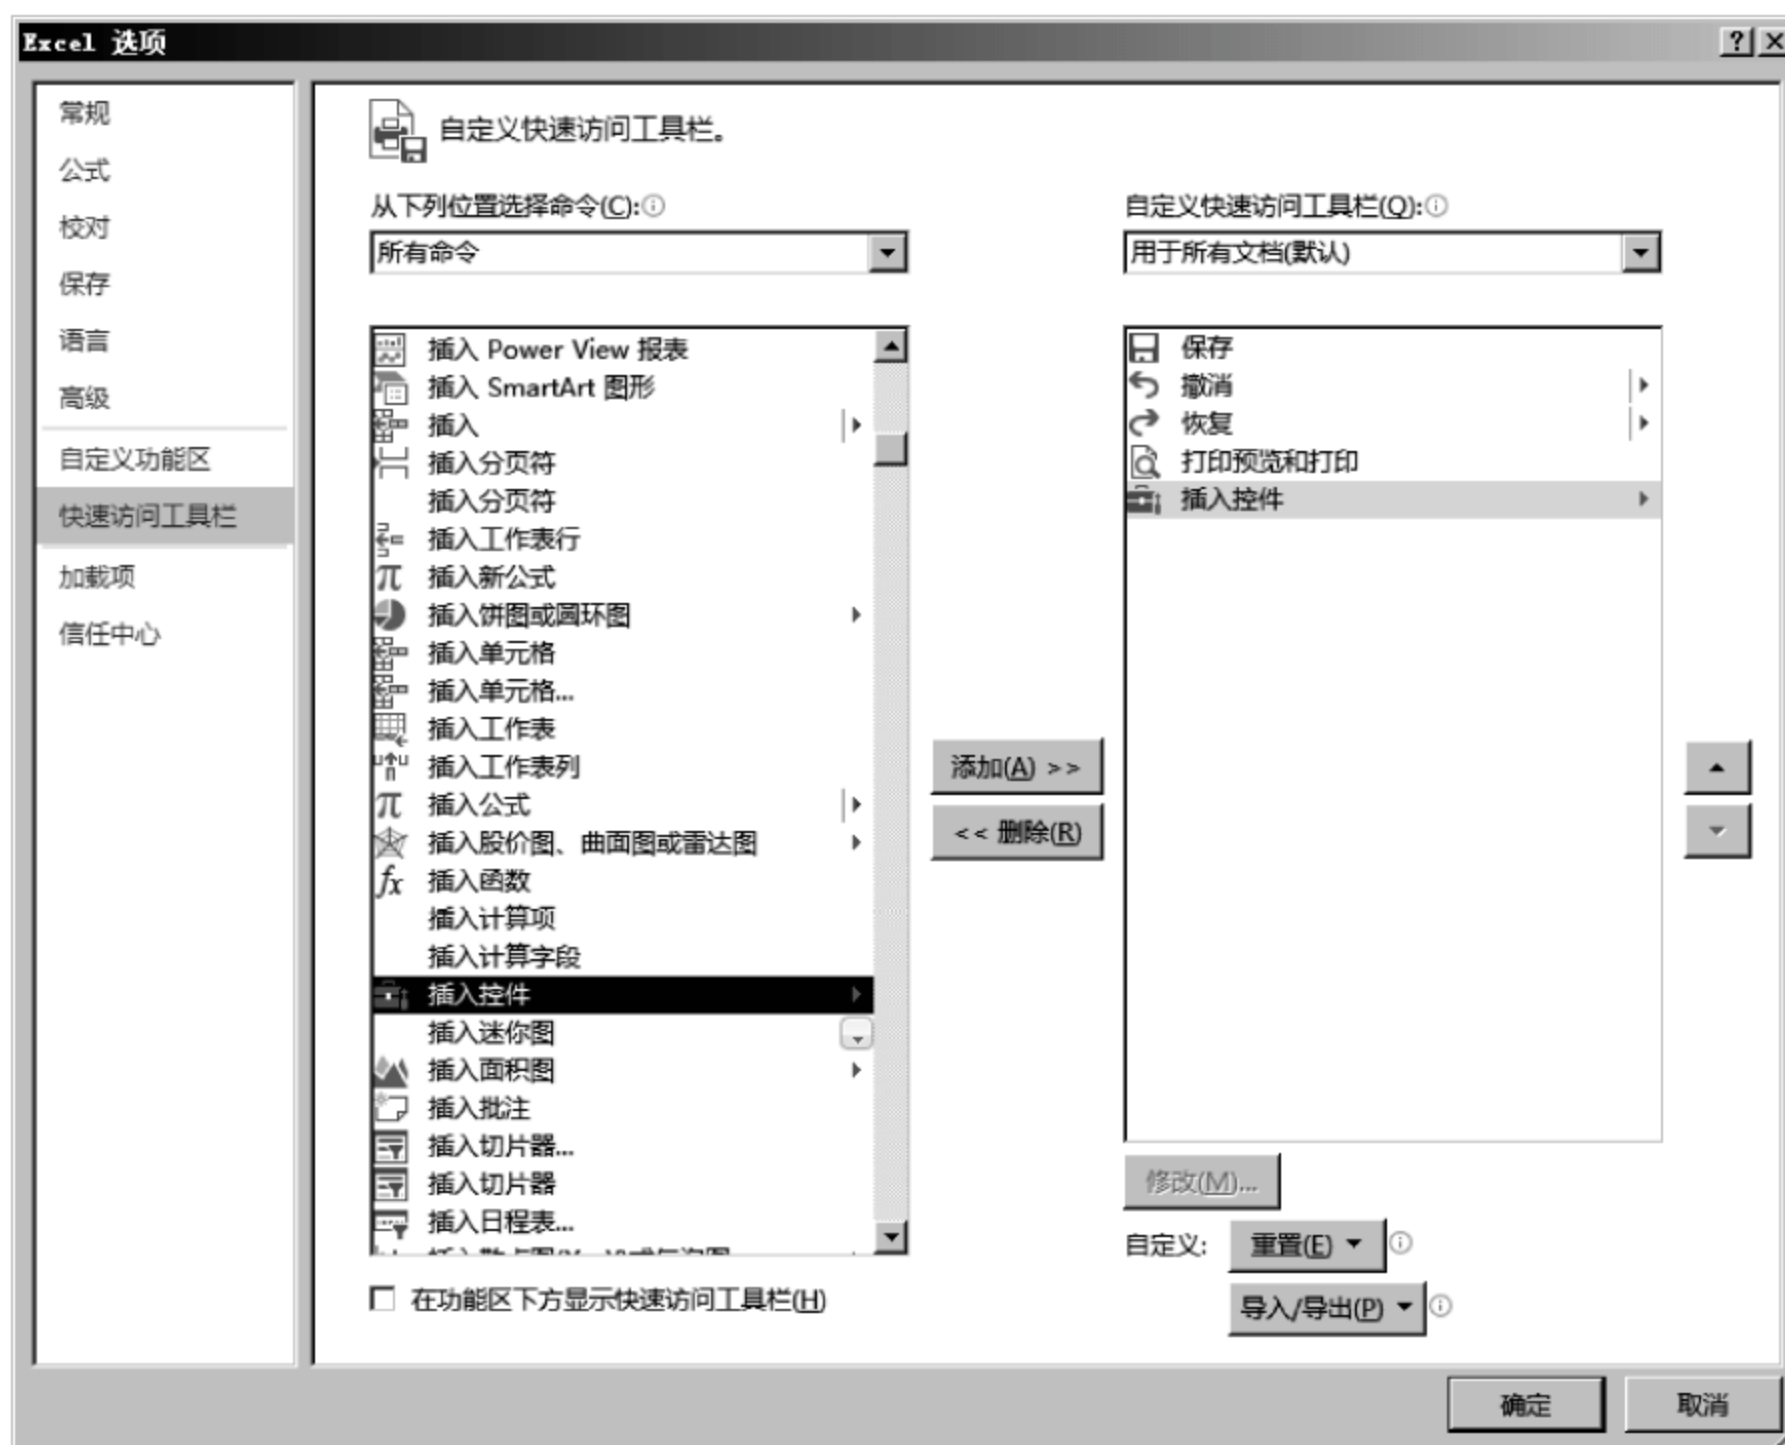 Excel 选项
常规
公式
校对
保存
语言
高级
自定义功能区
快速访问工具栏
加载项
信任中心
自定义快速访问工具栏。
从下列位置选择命令(C):
所有命令
插入 Power View 报表
插入 SmartArt 图形
插入
插入分页符
插入分页符
插入工作表行
插入新公式
插入饼图或圆环图
插入单元格
插入单元格...
插入工作表
插入工作表列
插入公式
插入股价图、曲面图或雷达图
插入函数
插入计算项
插入计算字段
插入控件
插入迷你图
插入面积图
插入批注
插入切片器...
插入切片器
插入日程表...
在功能区下方显示快速访问工具栏(H)
添加(A) >>
<< 删除(R)
自定义快速访问工具栏(Q):
用于所有文档(默认)
保存
撤消
恢复
打印预览和打印
插入控件
修改(M)...
自定义: 重置(E)
导入/导出(P)
确定 取消